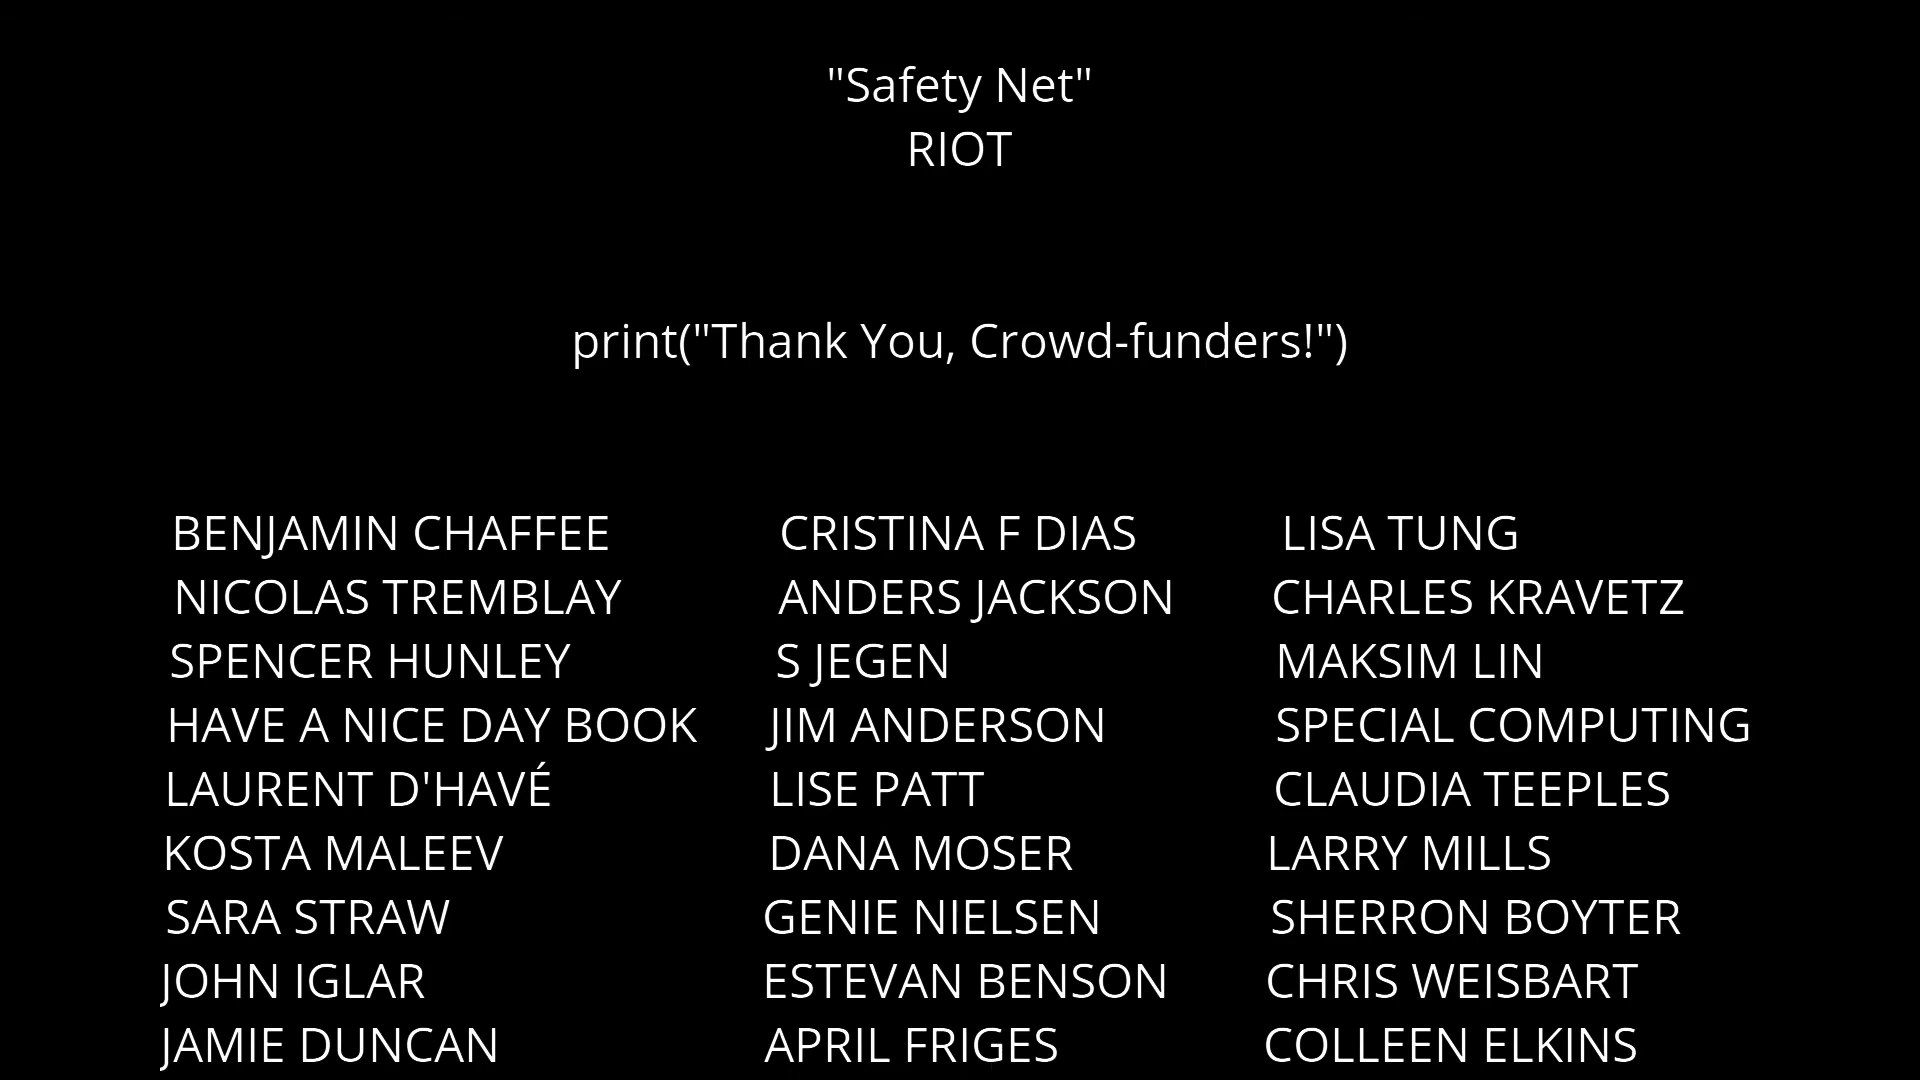 "Safety Net"
RIOT
print("Thank You, Crowd-funders!")
BENJAMIN CHAFFEE CRISTINA F DIAS LISA TUNG
NICOLAS TREMBLAY ANDERS JACKSON CHARLES KRAVETZ
SPENCER HUNLEY S JEGEN MAKSIM LIN
HAVE A NICE DAY BOOK JIM ANDERSON SPECIAL COMPUTING
LAURENT D'HAVÉ LISE PATT CLAUDIA TEEPLES
KOSTA MALEEV DANA MOSER LARRY MILLS
SARA STRAW GENIE NIELSEN SHERRON BOYTER
JOHN IGLAR ESTEVAN BENSON CHRIS WEISBART
JAMIE DUNCAN APRIL FRIGES COLLEEN ELKINS